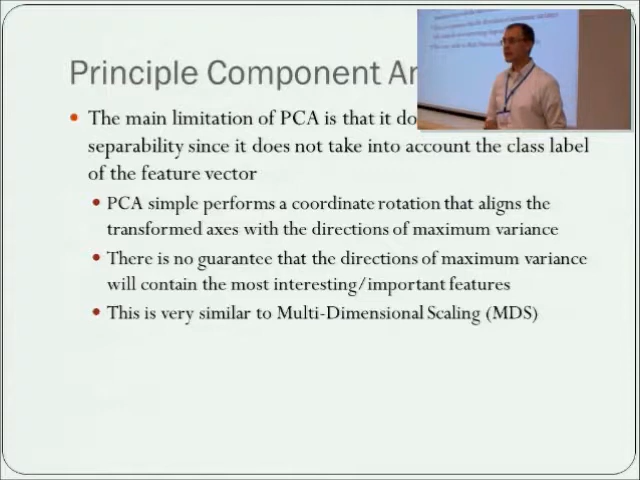 Principle Component
The main limitation of PCA is that it
separability since it does not take into account the class label
of the feature vector
PCA simple performs a coordinate rotation that aligns the
transformed axes with the directions of maximum variance
There is no guarantee that the directions of maximum variance
will contain the most interesting/important features
This is very similar to Multi-Dimensional Scaling (MDS)